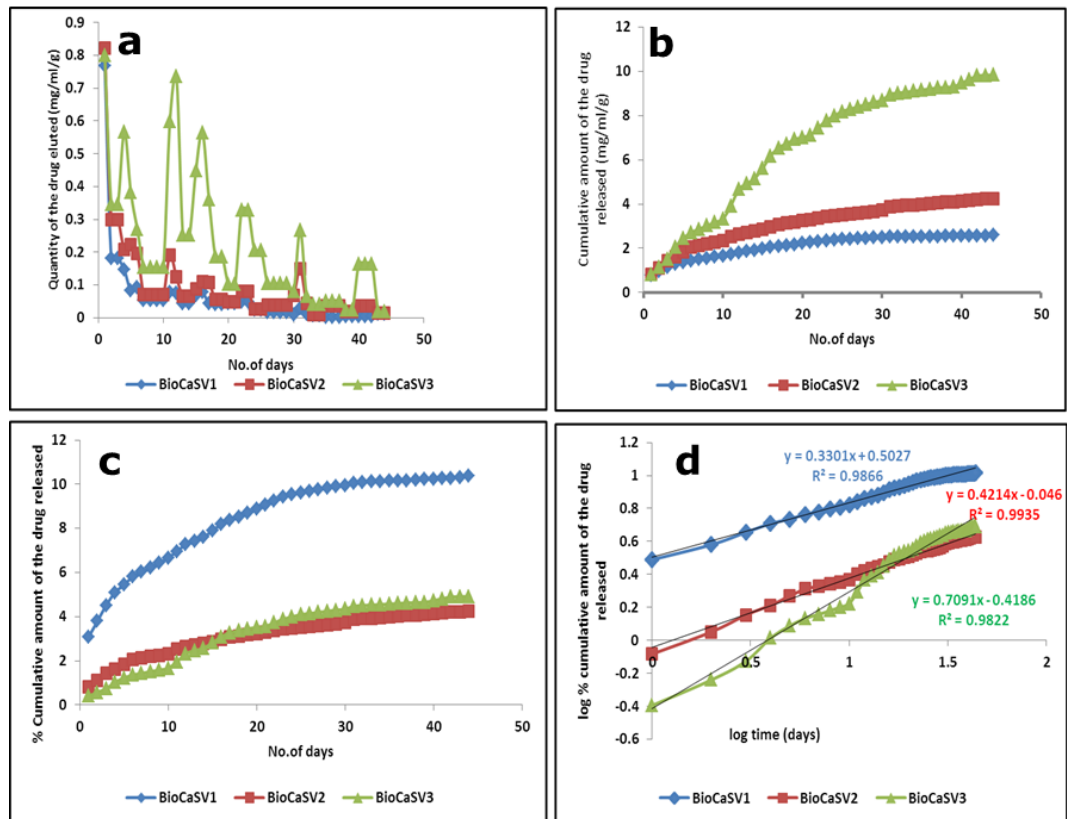 a
Quantity of the drug eluted (mg/ml/g)
0.9
0.8
0.7
0.6
0.5
0.4
0.3
0.2
0.1
0
0 10 20 30 40 50
No.of days
BioCaSV1 BioCaSV2 BioCaSV3
b
Cumulative amount of the drug
released (mg/ml/g)
12
10
8
6
4
2
0
0 10 20 30 40 50
No.of days
BioCaSV1 BioCaSV2 BioCaSV3
c
% Cumulative amount of the drug released
12
10
8
6
4
2
0
0 10 20 30 40 50
No.of days
BioCaSV1 BioCaSV2 BioCaSV3
d
log % cumulative amount of the drug
released
1.2
1
0.8
0.6
0.4
0.2
0
-0.2
-0.4
-0.6
0 0.5 1 1.5 2
y = 0.3301x + 0.5027
R² = 0.9866
y = 0.4214x - 0.046
R² = 0.9935
y = 0.7091x - 0.4186
R² = 0.9822
log time (days)
BioCaSV1 BioCaSV2 BioCaSV3